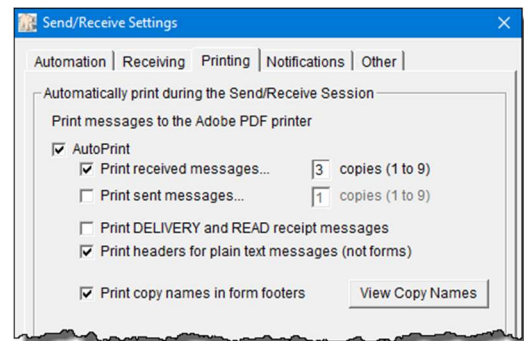 Send/Receive Settings
Automation Receiving Printing Notifications Other
Automatically print during the Send/Receive Session
Print messages to the Adobe PDF printer
AutoPrint
Print received messages... 3 copies (1 to 9)
Print sent messages... 1 copies (1 to 9)
Print DELIVERY and READ receipt messages
Print headers for plain text messages (not forms)
Print copy names in form footers View Copy Names